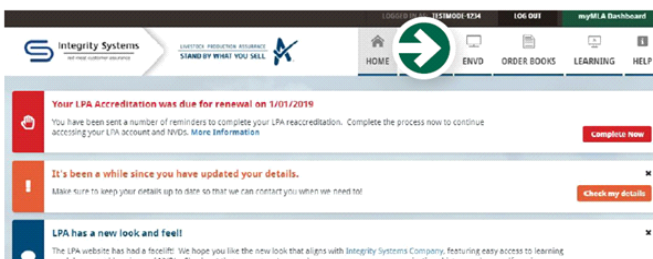 LOGGED IN AS: TESTMODE-1234 LOG OUT myMLA Dashboard
Integrity Systems
LIVESTOCK PRODUCTION ASSURANCE
STAND BY WHAT YOU SELL
HOME ENVD ORDER BOOKS LEARNING HELP
Your LPA Accreditation was due for renewal on 1/01/2019
You have been sent a number of reminders to complete your LPA reaccreditation. Complete the process now to continue
accessing your LPA account and NVDs. More Information
Complete Now
It's been a while since you have updated your details.
Make sure to keep your details up to date so that we can contact you when we need to!
Check my details
LPA has a new look and feel!
The LPA website has had a facelift! We hope you like the new look that aligns with Integrity Systems Company, featuring easy access to learning